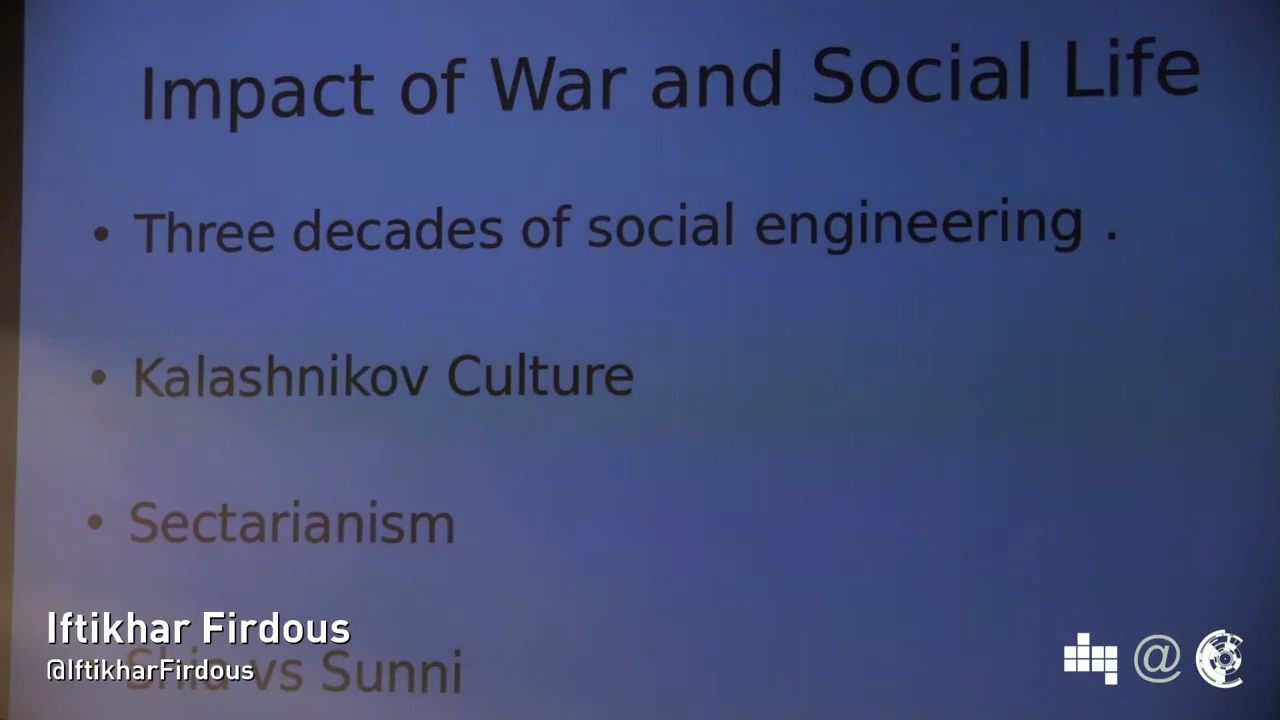 Impact of War and Social Life
• Three decades of social engineering .
• Kalashnikov Culture
• Sectarianism
Shia vs Sunni
Iftikhar Firdous
@IftikharFirdous
@